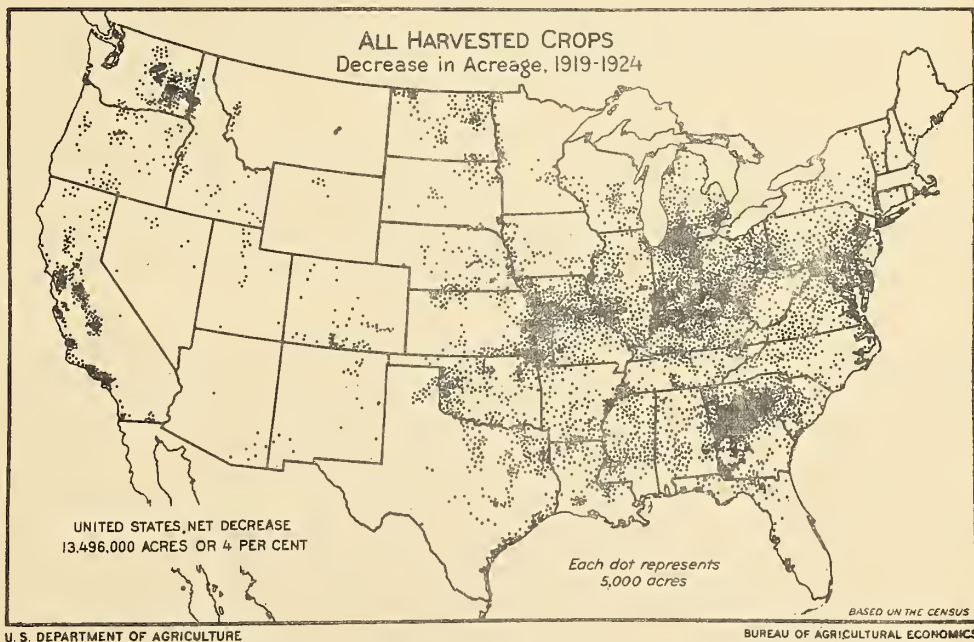 ALL HARVESTED CROPS
Decrease in Acreage, 1919-1924
UNITED STATES, NET DECREASE
13,496,000 ACRES OR 4 PER CENT
Each dot represents
5,000 acres
BASED ON THE CENSUS
U. S. DEPARTMENT OF AGRICULTURE
BUREAU OF AGRICULTURAL ECONOMICS